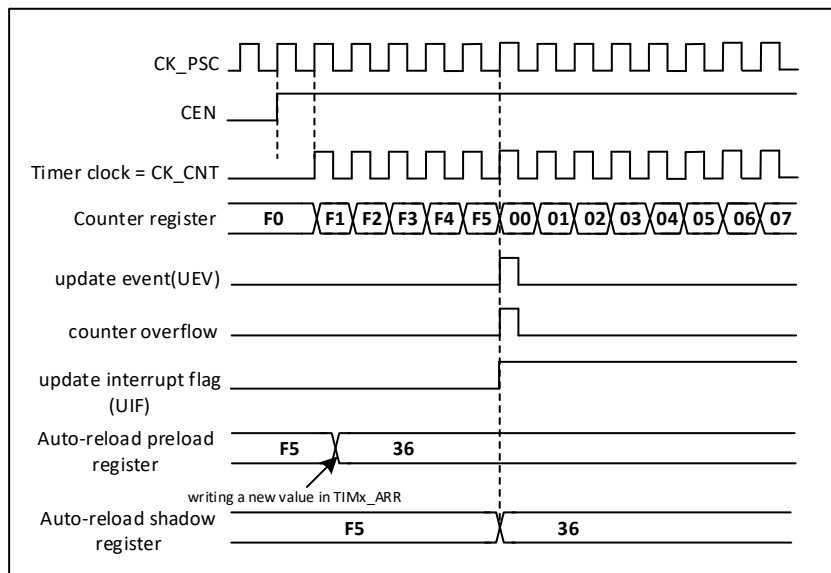 CK_PSC
CEN
Timer clock = CK_CNT
Counter register F0 F1 F2 F3 F4 F5 00 01 02 03 04 05 06 07
update event(UEV)
counter overflow
update interrupt flag
(UIF)
Auto-reload preload
register
F5 36
writing a new value in TIMx_ARR
Auto-reload shadow
register
F5 36